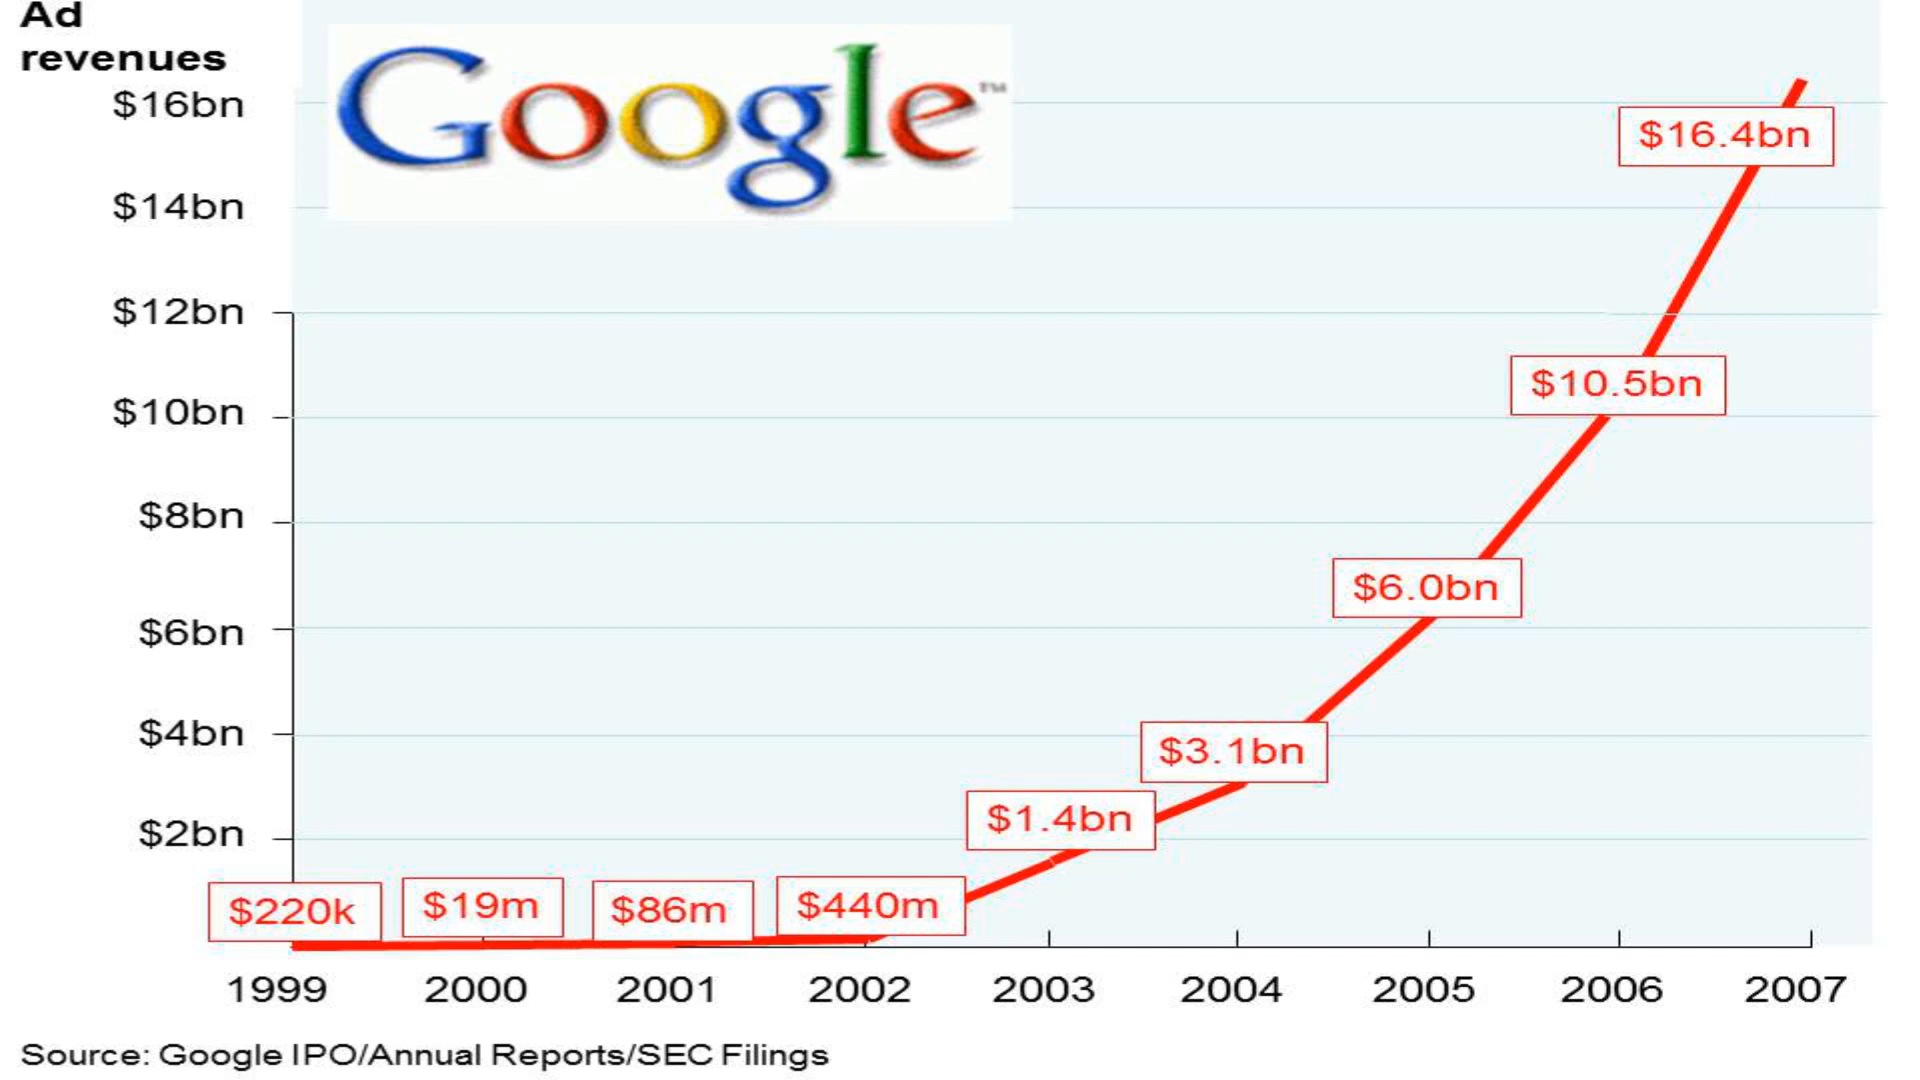 Ad
revenues
$16bn
$14bn
$12bn
$10bn
$8bn
$6bn
$4bn
$2bn
Google™
$16.4bn
$10.5bn
$6.0bn
$3.1bn
$1.4bn
$220k $19m $86m $440m
1999 2000 2001 2002 2003 2004 2005 2006 2007
Source: Google IPO/Annual Reports/SEC Filings